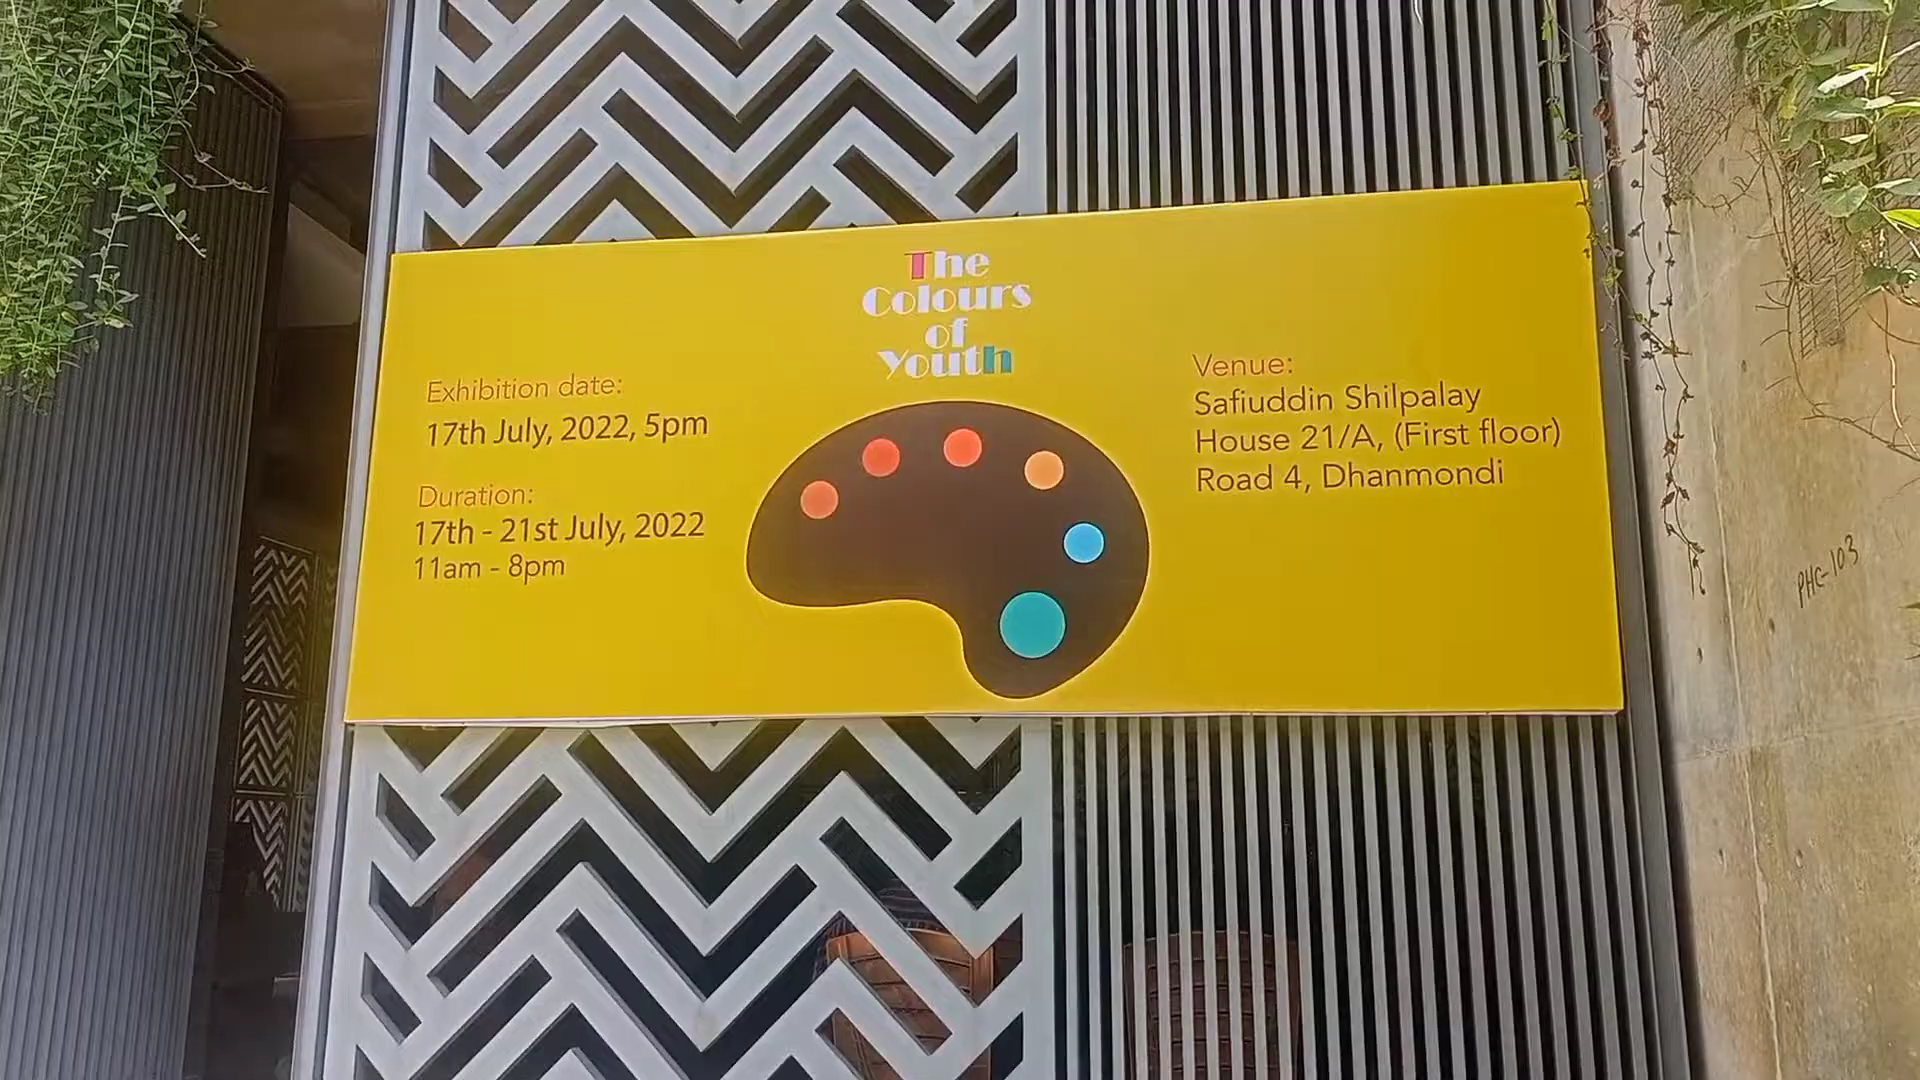 The
Colours
of
Youth
Exhibition date:
17th July, 2022, 5pm
Duration:
17th - 21st July, 2022
11am - 8pm
Venue:
Safiuddin Shilpalay
House 21/A, (First floor)
Road 4, Dhanmondi
PHC-103